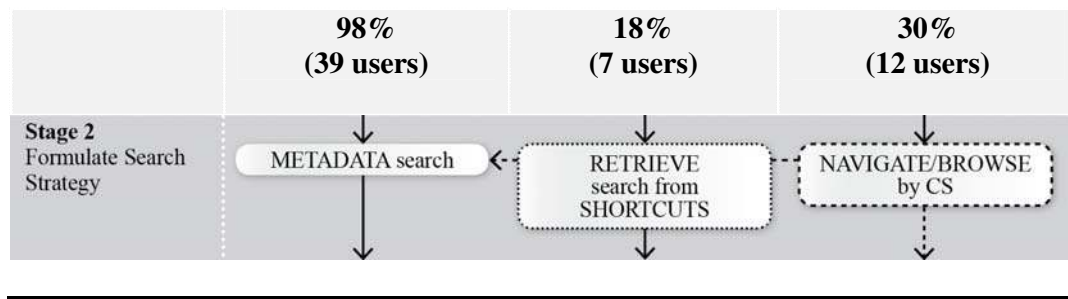 98%
(39 users)
18%
(7 users)
30%
(12 users)
Stage 2
Formulate Search
Strategy
METADATA search
RETRIEVE
search from
SHORTCUTS
NAVIGATE/BROWSE
by CS